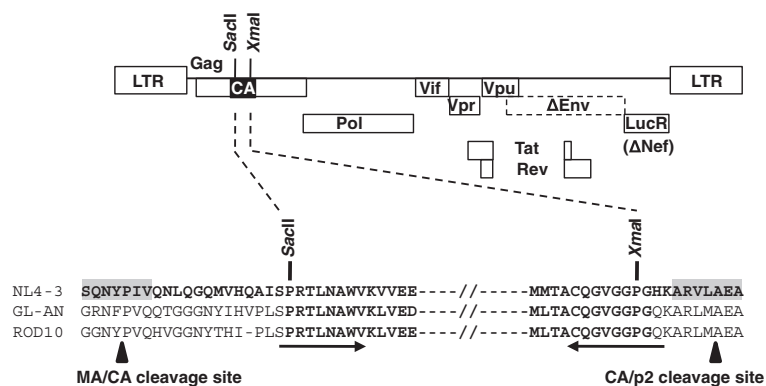 SacII
XmaI
Gag
LTR
CA
Vif
Vpu
LTR
Vpr
ΔEnv
Pol
LucR
(ΔNef)
Tat
Rev
SacII
XmaI
NL4-3 SQNYPIVQNLQGQMVHQAISPRTLNAWVKVVEE----//-----MMTACQGVGGPGHKARVLAEA
GL-AN GRNFPVQQTGGGNYIHVPLSPRTLNAWVKLVED----//-----MLTACQGVGGPGQKARLMAEA
ROD10 GGNYPVQHVGGNYTHI-PLSPRTLNAWVKLVEE----//-----MLTACQGVGGPGQKARLMAEA
MA/CA cleavage site
CA/p2 cleavage site